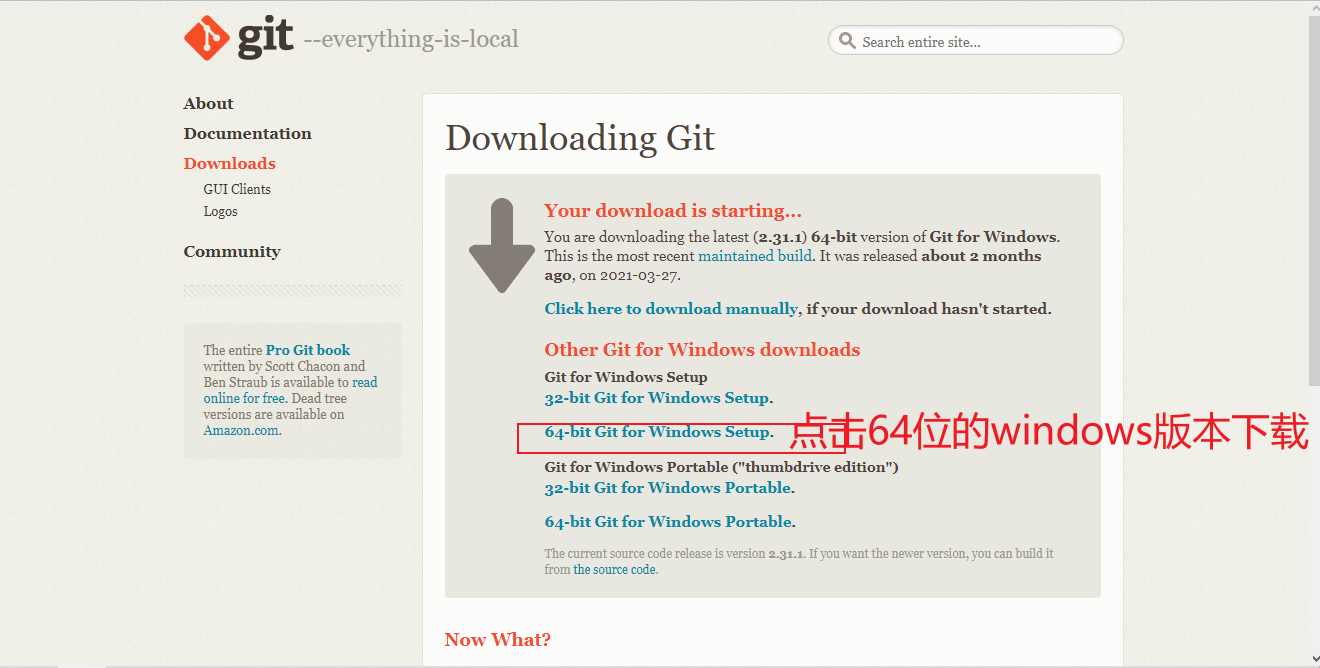 git --everything-is-local
Search entire site...
About
Documentation
Downloads
GUI Clients
Logos
Community
The entire Pro Git book
written by Scott Chacon and
Ben Straub is available to read
online for free. Dead tree
versions are available on
Amazon.com.
Downloading Git
Your download is starting...
You are downloading the latest (2.31.1) 64-bit version of Git for Windows.
This is the most recent maintained build. It was released about 2 months
ago, on 2021-03-27.
Click here to download manually, if your download hasn't started.
Other Git for Windows downloads
Git for Windows Setup
32-bit Git for Windows Setup.
64-bit Git for Windows Setup.
点击64位的windows版本下载
Git for Windows Portable ("thumbdrive edition")
32-bit Git for Windows Portable.
64-bit Git for Windows Portable.
The current source code release is version 2.31.1. If you want the newer version, you can build it
from the source code.
Now What?